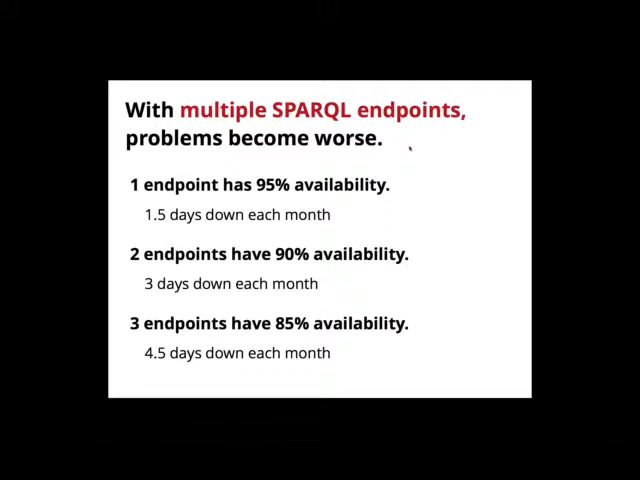 With multiple SPARQL endpoints,
problems become worse.
1 endpoint has 95% availability.
1.5 days down each month
2 endpoints have 90% availability.
3 days down each month
3 endpoints have 85% availability.
4.5 days down each month